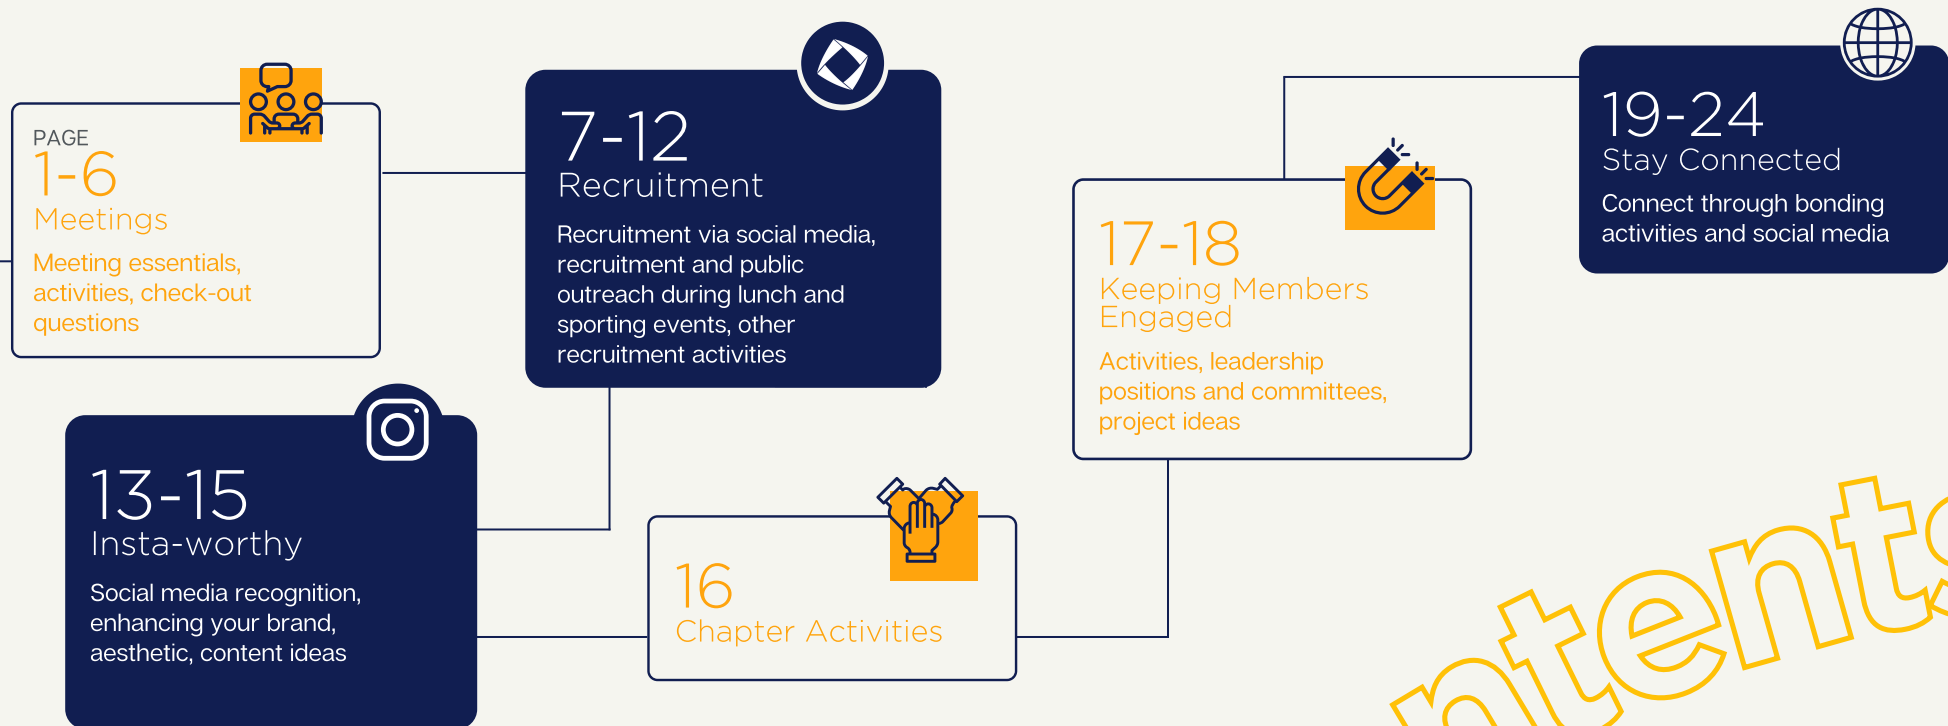 PAGE
1-6
Meetings
Meeting essentials,
activities, check-out
questions
7-12
Recruitment
Recruitment via social media,
recruitment and public
outreach during lunch and
sporting events, other
recruitment activities
13-15
Insta-worthy
Social media recognition,
enhancing your brand,
aesthetic, content ideas
16
Chapter Activities
17-18
Keeping Members
Engaged
Activities, leadership
positions and committees,
project ideas
19-24
Stay Connected
Connect through bonding
activities and social media
ntents